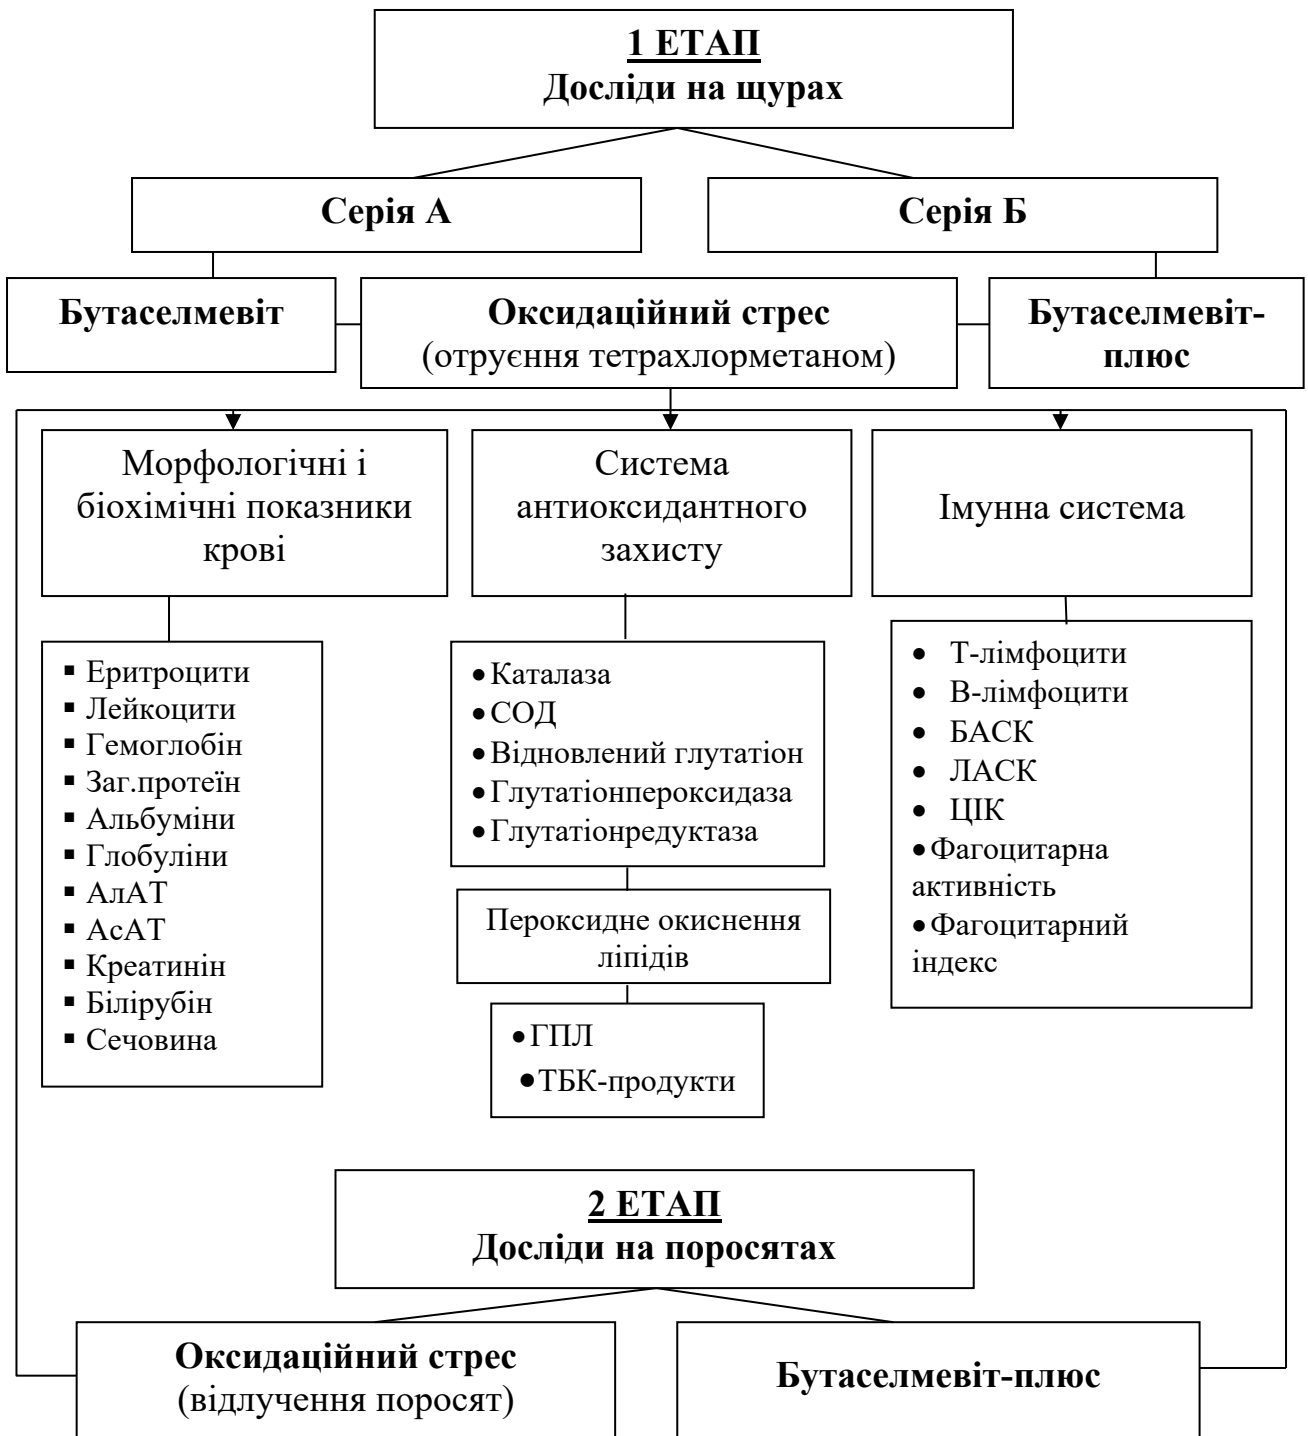 1 ЕТАП
Досліди на щурах
Серія А
Серія Б
Бутаселмевіт
Оксидаційний стрес
(отруєння тетрахлорметаном)
Бутаселмевіт-
плюс
Морфологічні і
біохімічні показники
крові
Система
антиоксидантного
захисту
Імунна система
▪ Еритроцити
▪ Лейкоцити
▪ Гемоглобін
▪ Заг.протеїн
▪ Альбуміни
▪ Глобуліни
▪ АлАТ
▪ АсАТ
▪ Креатинін
▪ Білірубін
▪ Сечовина
•Каталаза
•СОД
•Відновлений глутатіон
•Глутатіонпероксидаза
•Глутатіонредуктаза
Пероксидне окиснення
ліпідів
•ГПЛ
•ТБК-продукти
• Т-лімфоцити
• В-лімфоцити
• БАСК
• ЛАСК
• ЦІК
•Фагоцитарна
активність
•Фагоцитарний
індекс
2 ЕТАП
Досліди на поросятах
Оксидаційний стрес
(відлучення поросят)
Бутаселмевіт-плюс